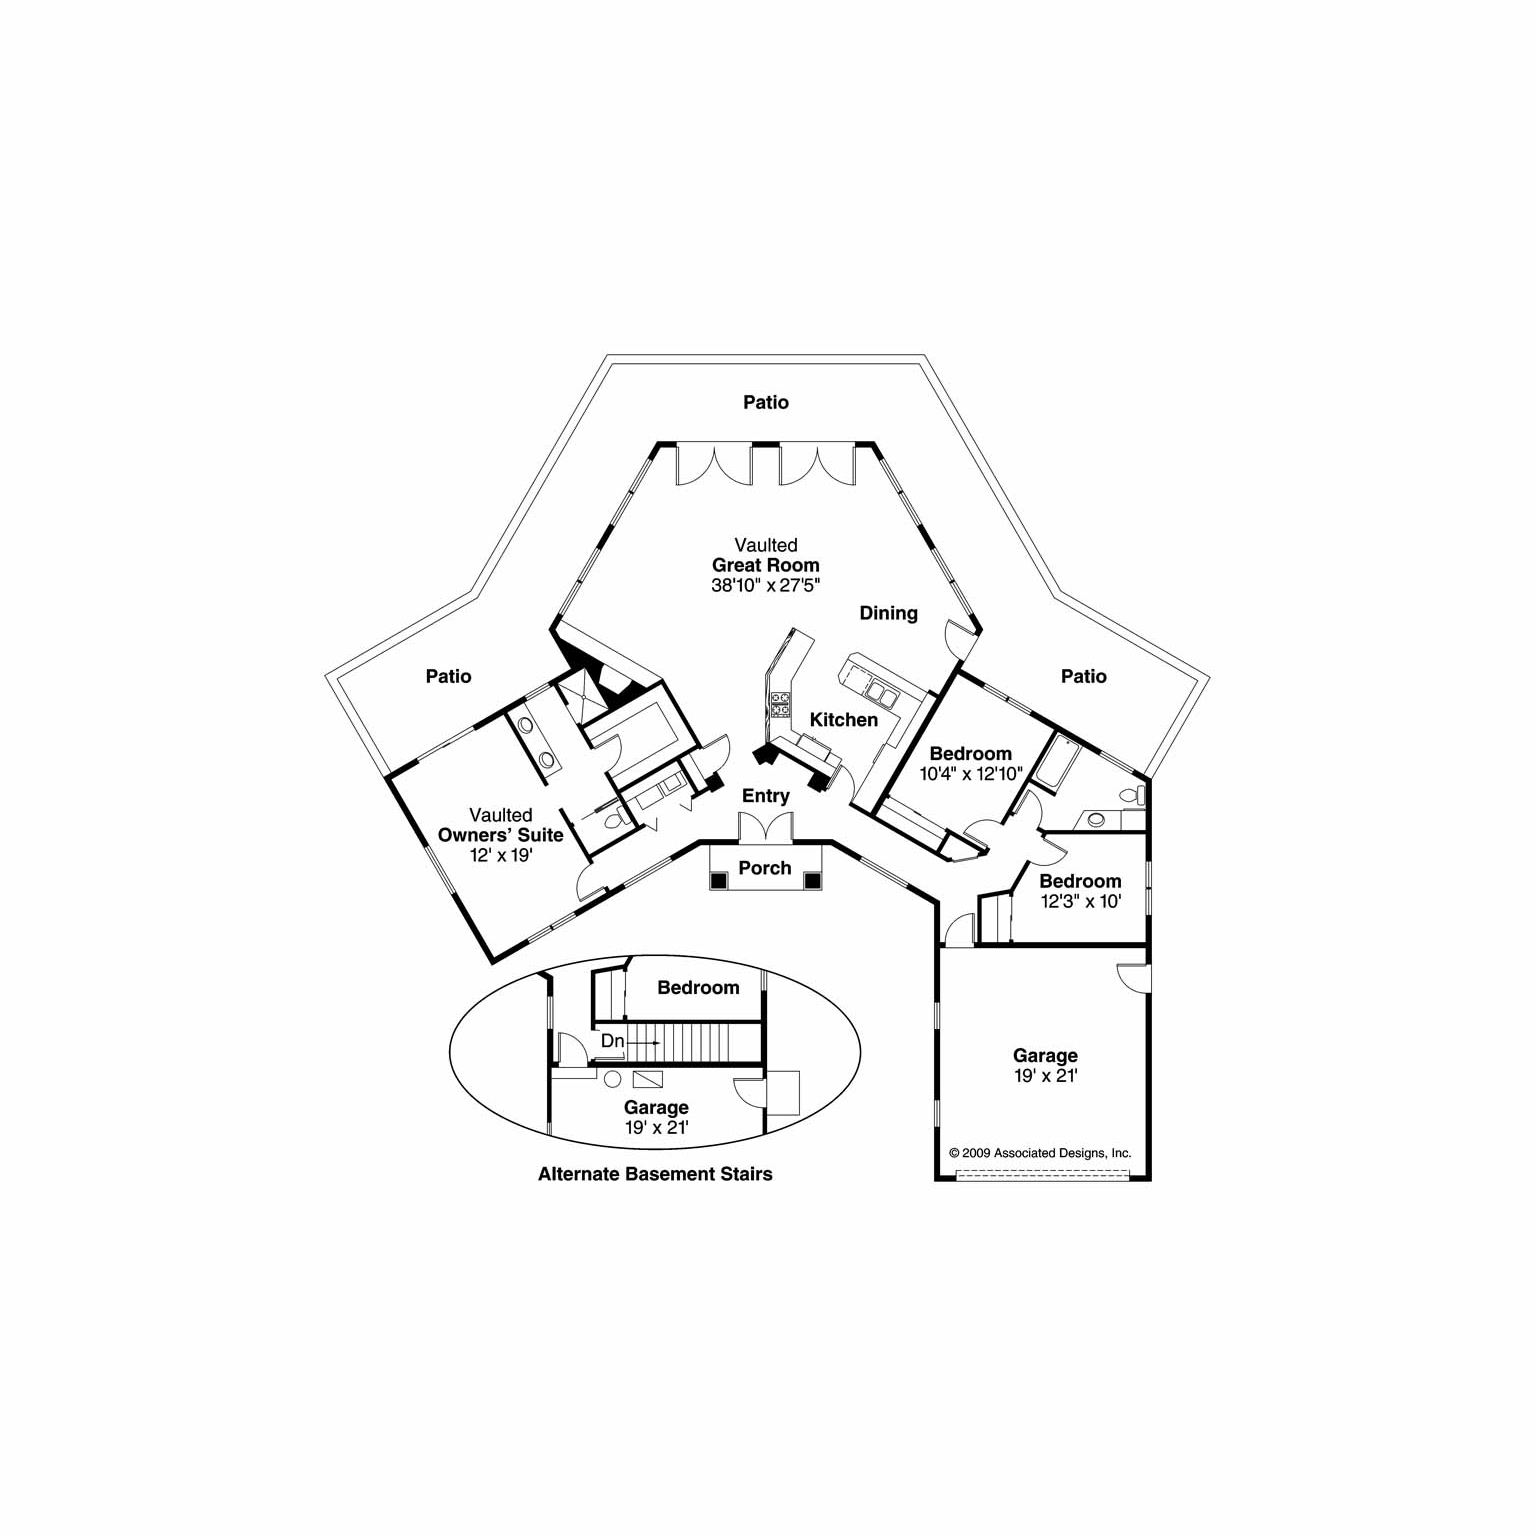 Patio
Vaulted
Great Room
38'10" x 27'5"
Dining
Patio
Patio
Kitchen
Bedroom
10'4" x 12'10"
Entry
Vaulted
Owners’ Suite
12' x 19'
Porch
Bedroom
12'3" x 10'
Bedroom
Dn
Garage
19' x 21'
Garage
19' x 21'
© 2009 Associated Designs, Inc.
Alternate Basement Stairs